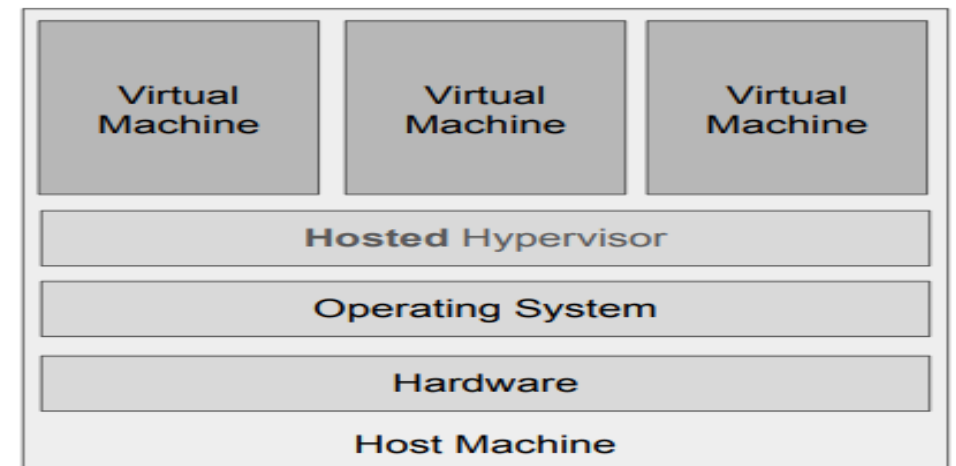 Virtual
Machine
Virtual
Machine
Virtual
Machine
Hosted Hypervisor
Operating System
Hardware
Host Machine